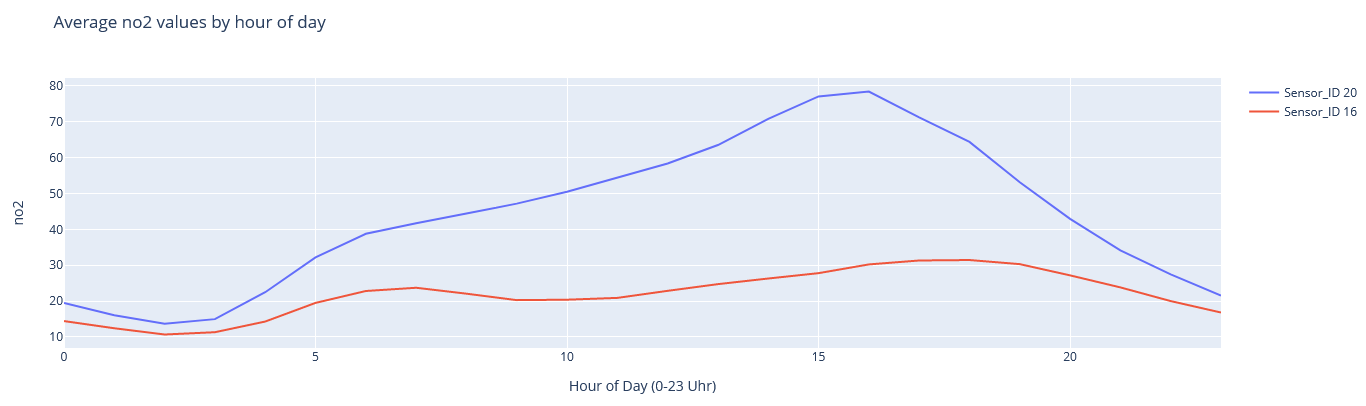 Average no2 values by hour of day
80
70
60
50
40
30
20
10
no2
0 5 10 15 20
Hour of Day (0-23 Uhr)
Sensor_ID 20
Sensor_ID 16